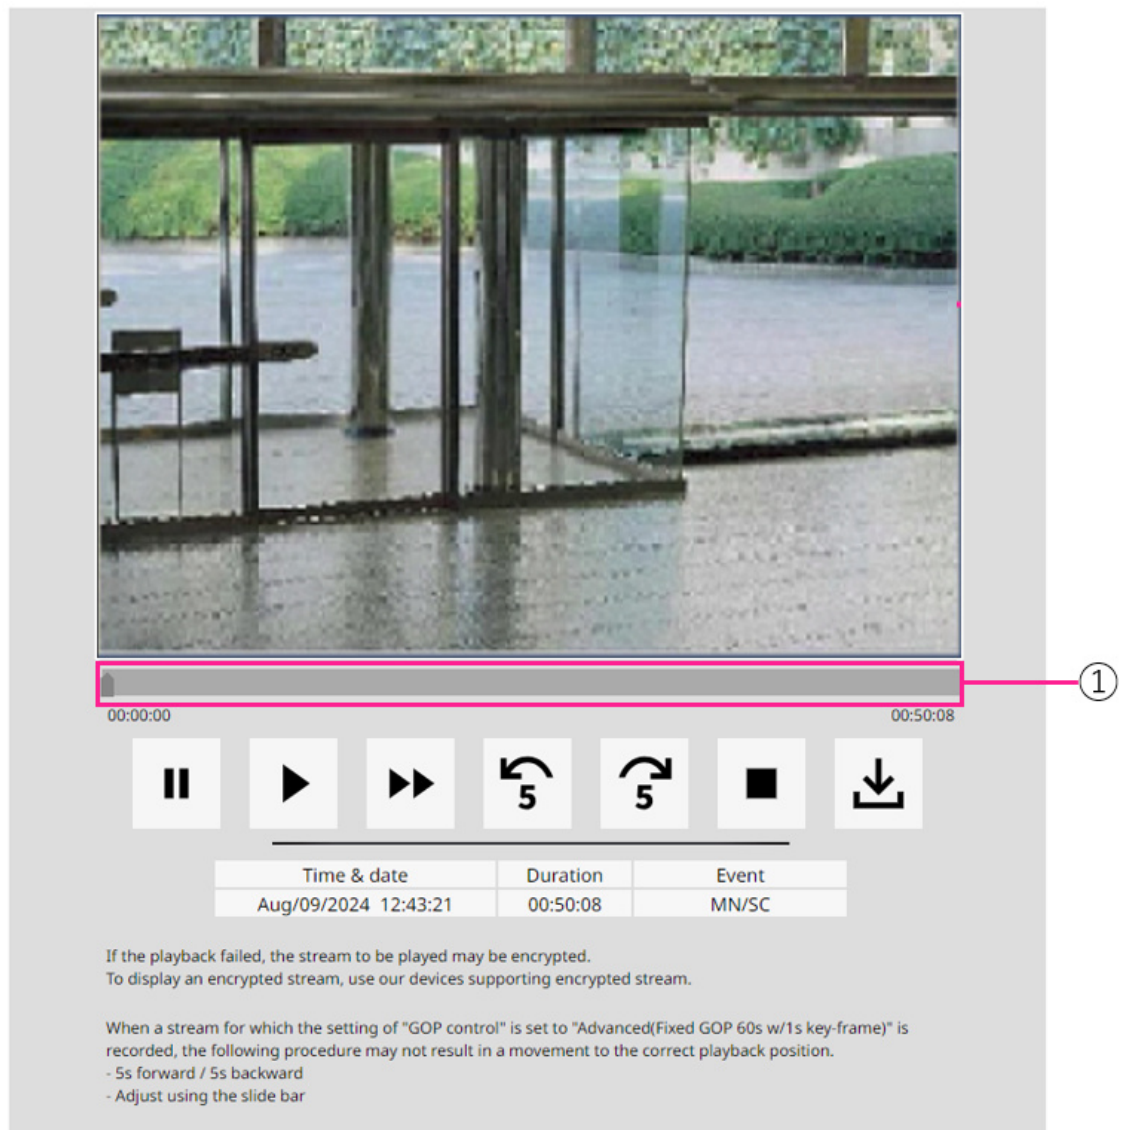 ①
00:00:00 00:50:08
5 5
Time & date Duration Event
Aug/09/2024 12:43:21 00:50:08 MN/SC
If the playback failed, the stream to be played may be encrypted.
To display an encrypted stream, use our devices supporting encrypted stream.
When a stream for which the setting of "GOP control" is set to "Advanced(Fixed GOP 60s w/1s key-frame)" is
recorded, the following procedure may not result in a movement to the correct playback position.
- 5s forward / 5s backward
- Adjust using the slide bar